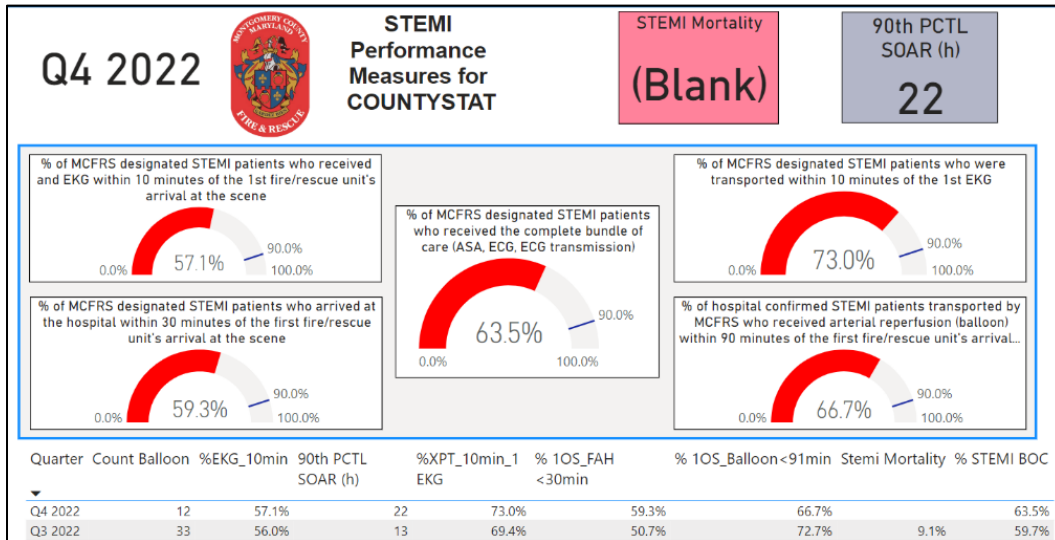 Q4 2022
MONTGOMERY COUNTY
MARYLAND
FIRE & RESCUE
STEMI
Performance
Measures for
COUNTYSTAT
STEMI Mortality
(Blank)
90th PCTL
SOAR (h)
22
% of MCFRS designated STEMI patients who received
and EKG within 10 minutes of the 1st fire/rescue unit's
arrival at the scene
57.1%
0.0%
90.0%
100.0%
% of MCFRS designated STEMI patients who arrived at
the hospital within 30 minutes of the first fire/rescue
unit's arrival at the scene
59.3%
0.0%
90.0%
100.0%
% of MCFRS designated STEMI patients
who received the complete bundle of
care (ASA, ECG, ECG transmission)
63.5%
0.0%
90.0%
100.0%
% of MCFRS designated STEMI patients who were
transported within 10 minutes of the 1st EKG
73.0%
0.0%
90.0%
100.0%
% of hospital confirmed STEMI patients transported by
MCFRS who received arterial reperfusion (balloon)
within 90 minutes of the first fire/rescue unit's arrival...
66.7%
0.0%
90.0%
100.0%
Quarter Count Balloon %EKG_10min 90th PCTL %XPT_10min_1 % 1OS_FAH % 1OS_Balloon<91min Stemi Mortality % STEMI BOC
SOAR (h) EKG <30min
Q4 2022 12 57.1% 22 73.0% 59.3% 66.7% 63.5%
Q3 2022 33 56.0% 13 69.4% 50.7% 72.7% 9.1% 59.7%